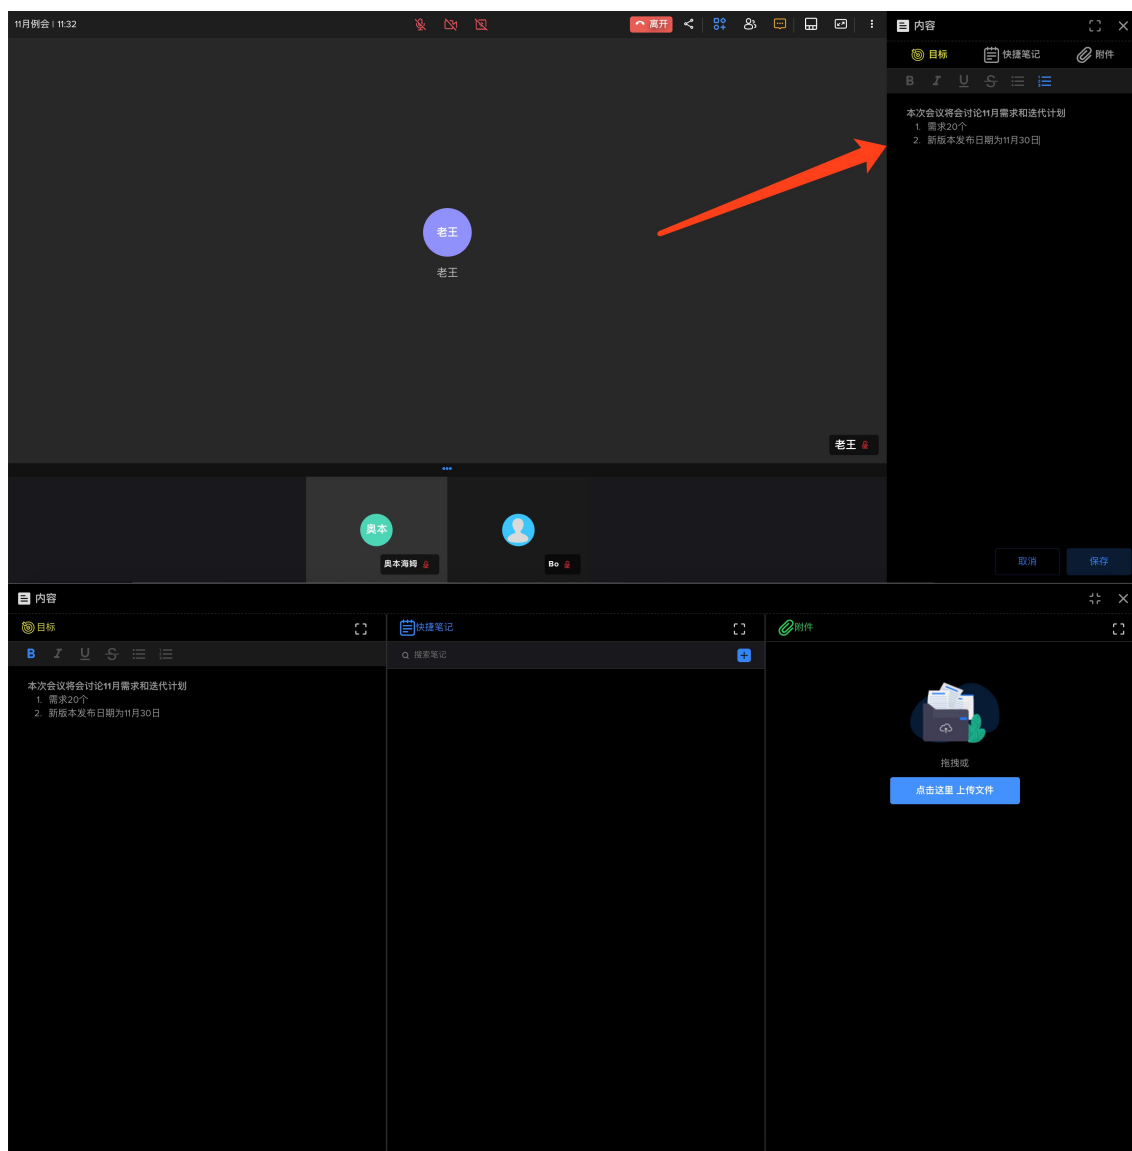 11月例会 | 11:32
离开
内容
目标
快捷笔记
附件
B I U S
本次会议将会讨论11月需求和迭代计划
1. 需求20个
2. 新版本发布日期为11月30日
老王
老王
老王
奥本
奥本海姆
Bo
取消
保存
内容
目标
快捷笔记
附件
B I U S
搜索笔记
本次会议将会讨论11月需求和迭代计划
1. 需求20个
2. 新版本发布日期为11月30日
拖拽或
点击这里 上传文件